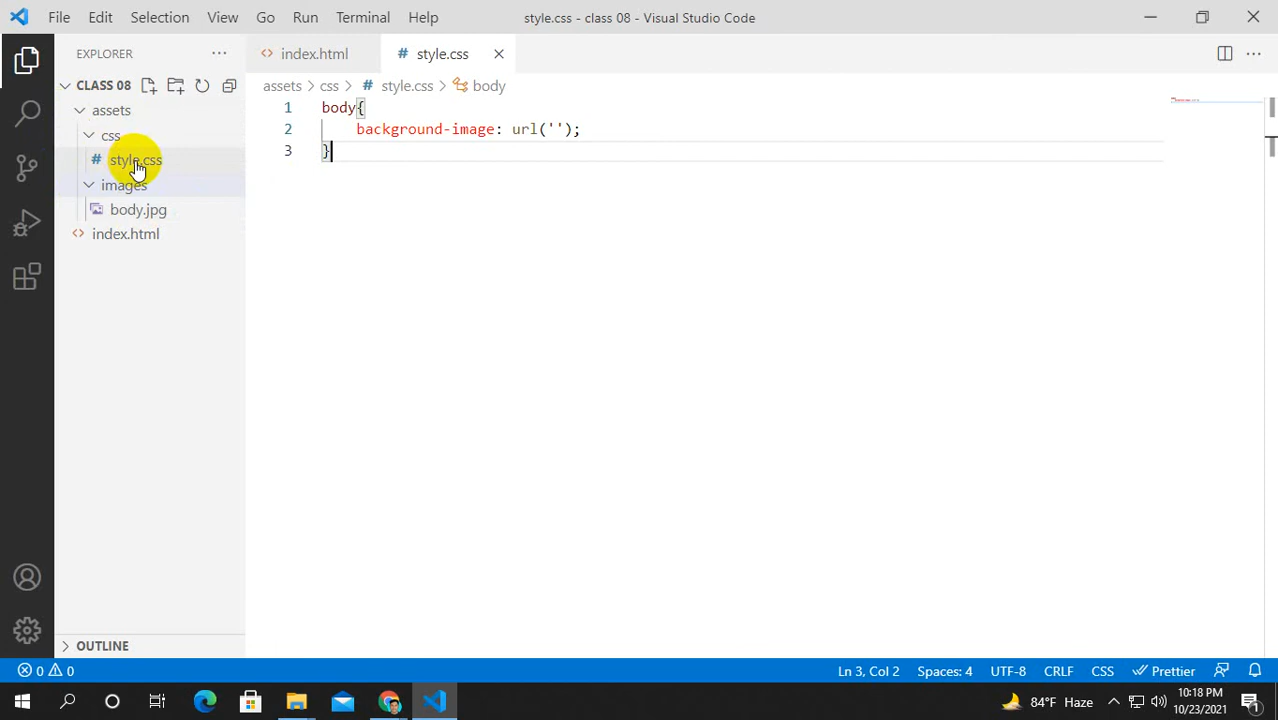 File Edit Selection View Go Run Terminal Help style.css - class 08 - Visual Studio Code
EXPLORER ···
index.html
# style.css
CLASS 08
assets > css > # style.css > body
assets
css
# style.css
images
body.jpg
index.html
1 body{
2 background-image: url('');
3 }
OUTLINE
0 0 Ln 3, Col 2 Spaces: 4 UTF-8 CRLF CSS Prettier
84°F Haze 10:18 PM
10/23/2021
1